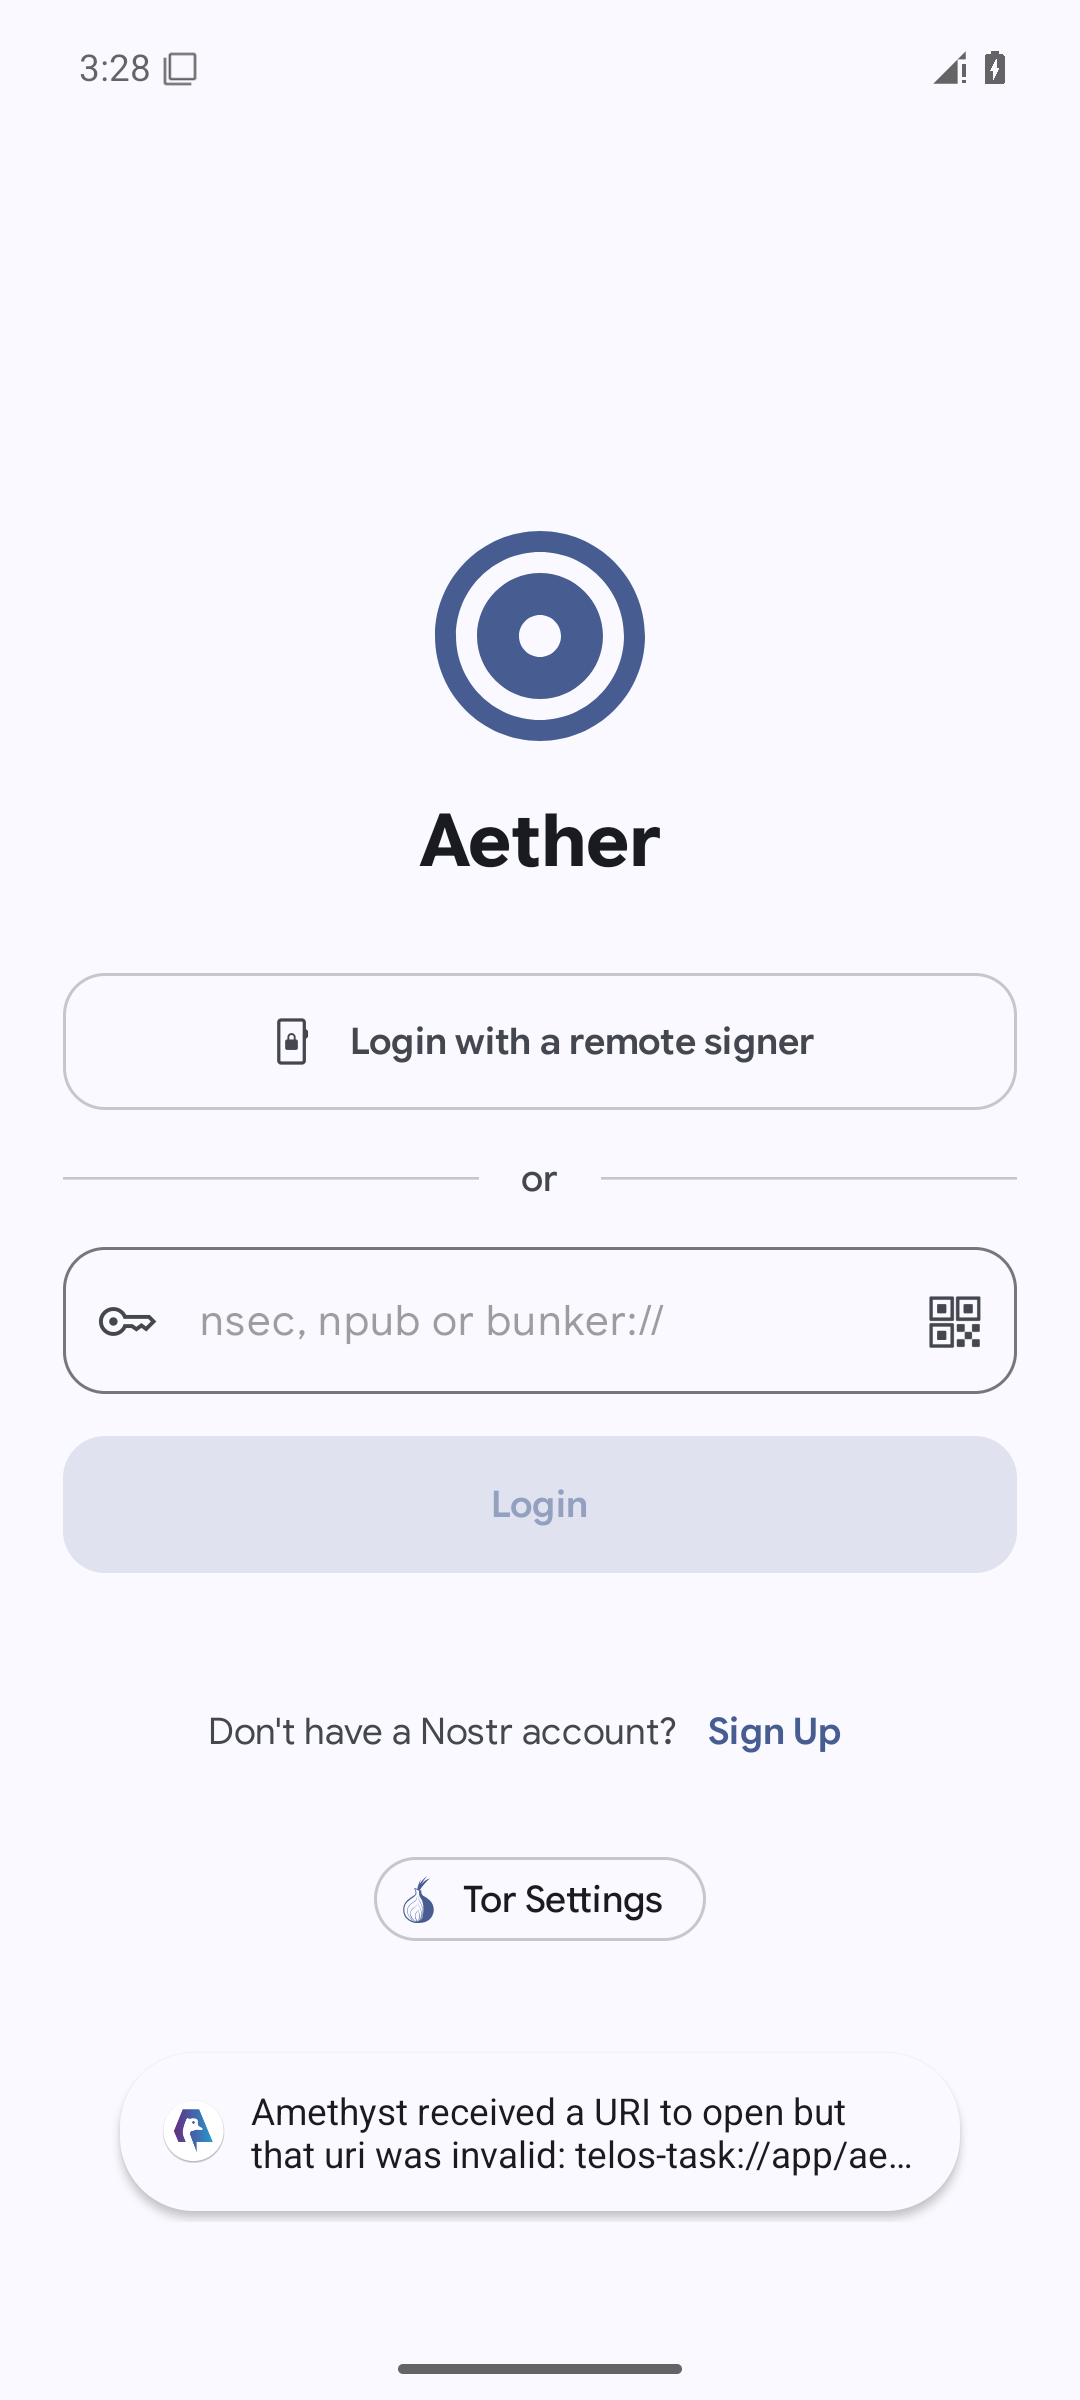 3:28
Aether
Login with a remote signer
or
nsec, npub or bunker://
Login
Don't have a Nostr account? Sign Up
Tor Settings
Amethyst received a URI to open but
that uri was invalid: telos-task://app/ae...